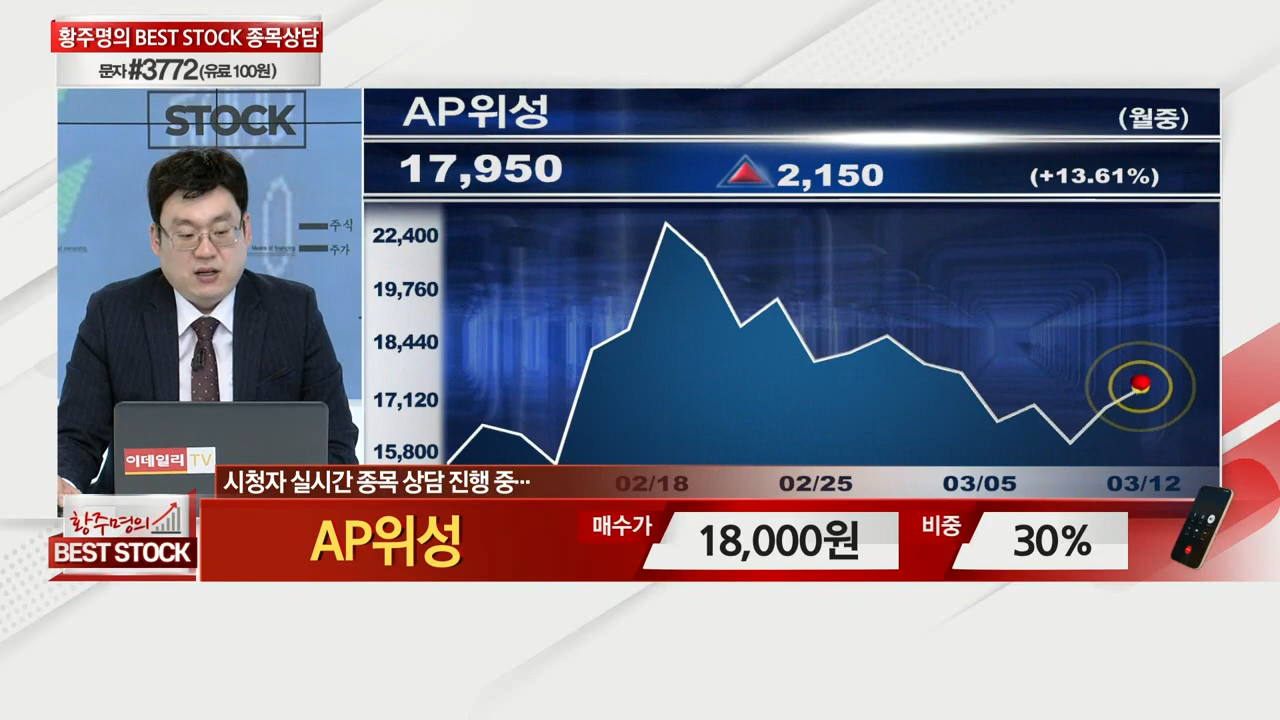 황주명의 BEST STOCK 종목상담
문자 #3772 (유료 100원)
STOCK
주식
주가
Means of financing
이데일리 TV
AP위성
(월중)
17,950
2,150
(+13.61%)
22,400
19,760
18,440
17,120
15,800
02/18
02/25
03/05
03/12
시청자 실시간 종목 상담 진행 중...
황주명의
BEST STOCK
AP위성
매수가
18,000원
비중
30%